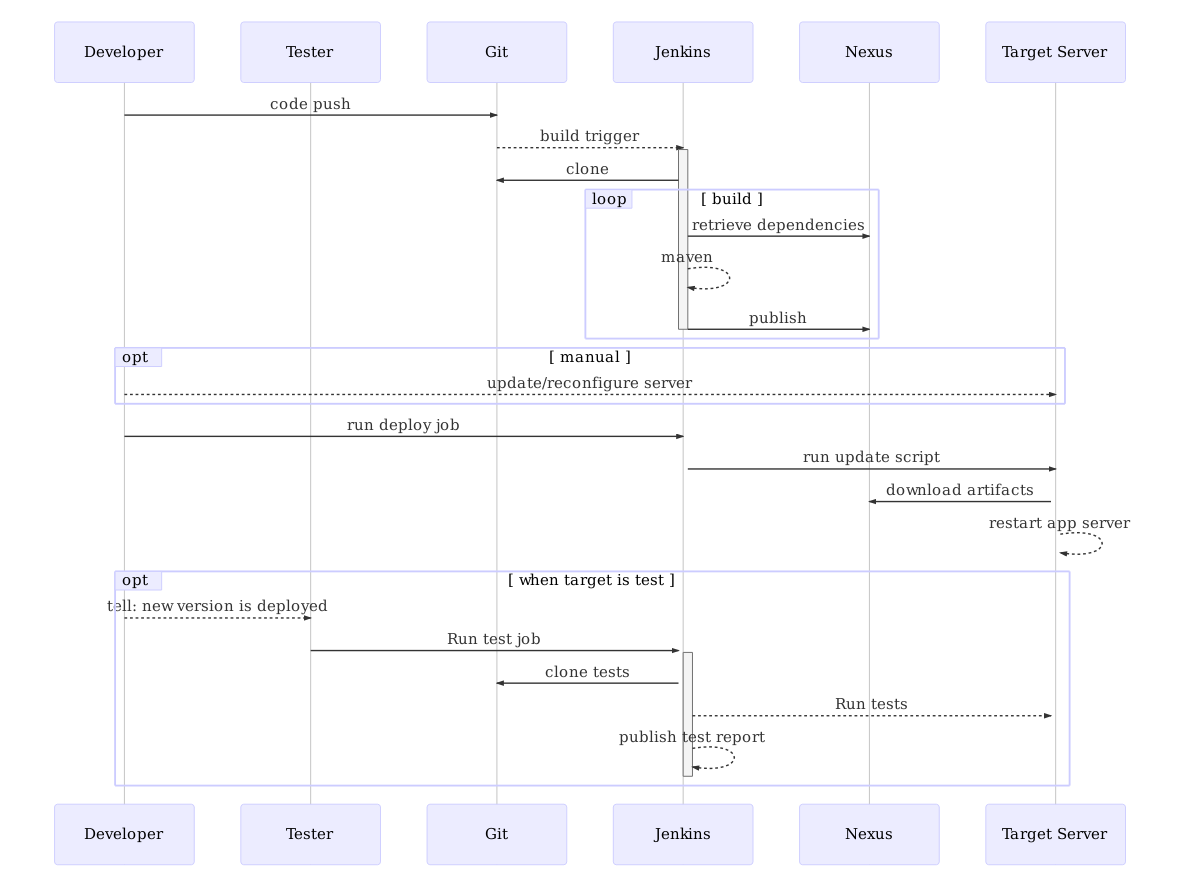 Developer Tester Git Jenkins Nexus Target Server
code push
build trigger
clone
loop [ build ]
retrieve dependencies
maven
publish
opt [ manual ]
update/reconfigure server
run deploy job
run update script
download artifacts
restart app server
opt [ when target is test ]
tell: new version is deployed
Run test job
clone tests
Run tests
publish test report
Developer Tester Git Jenkins Nexus Target Server